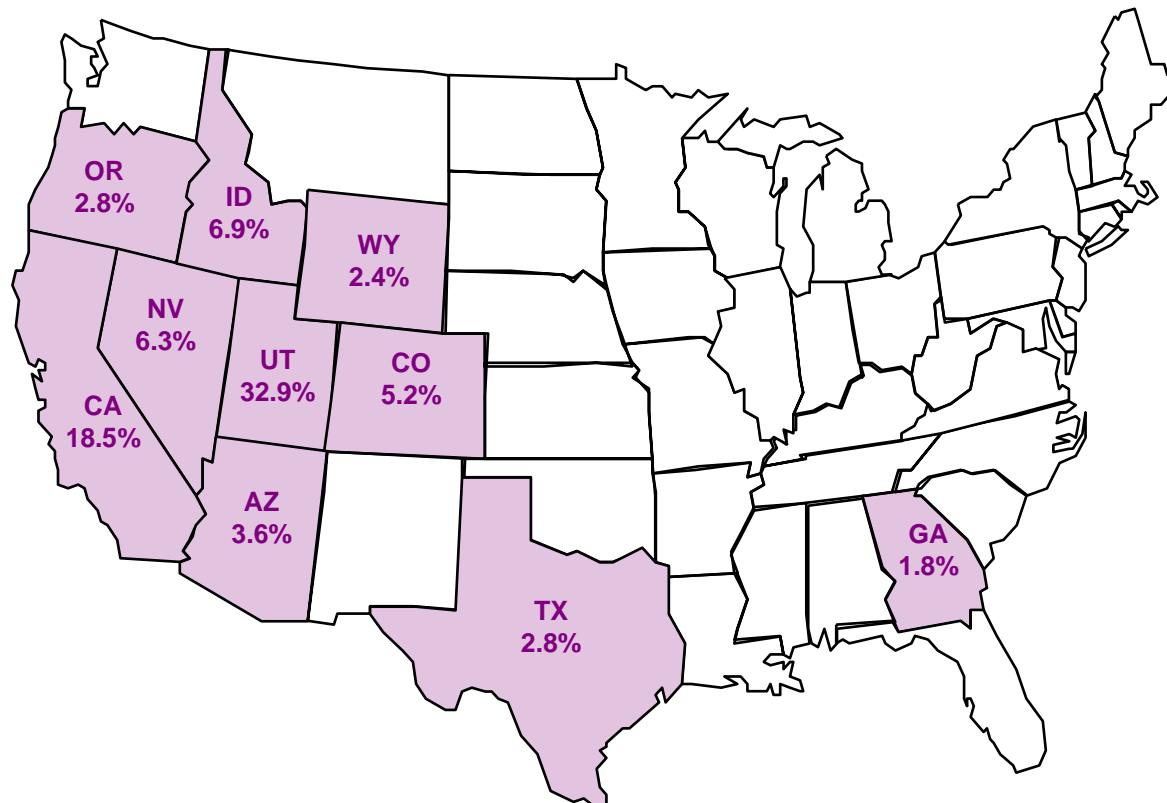 OR
2.8%
ID
6.9%
WY
2.4%
NV
6.3%
UT
32.9%
CO
5.2%
CA
18.5%
AZ
3.6%
GA
1.8%
TX
2.8%